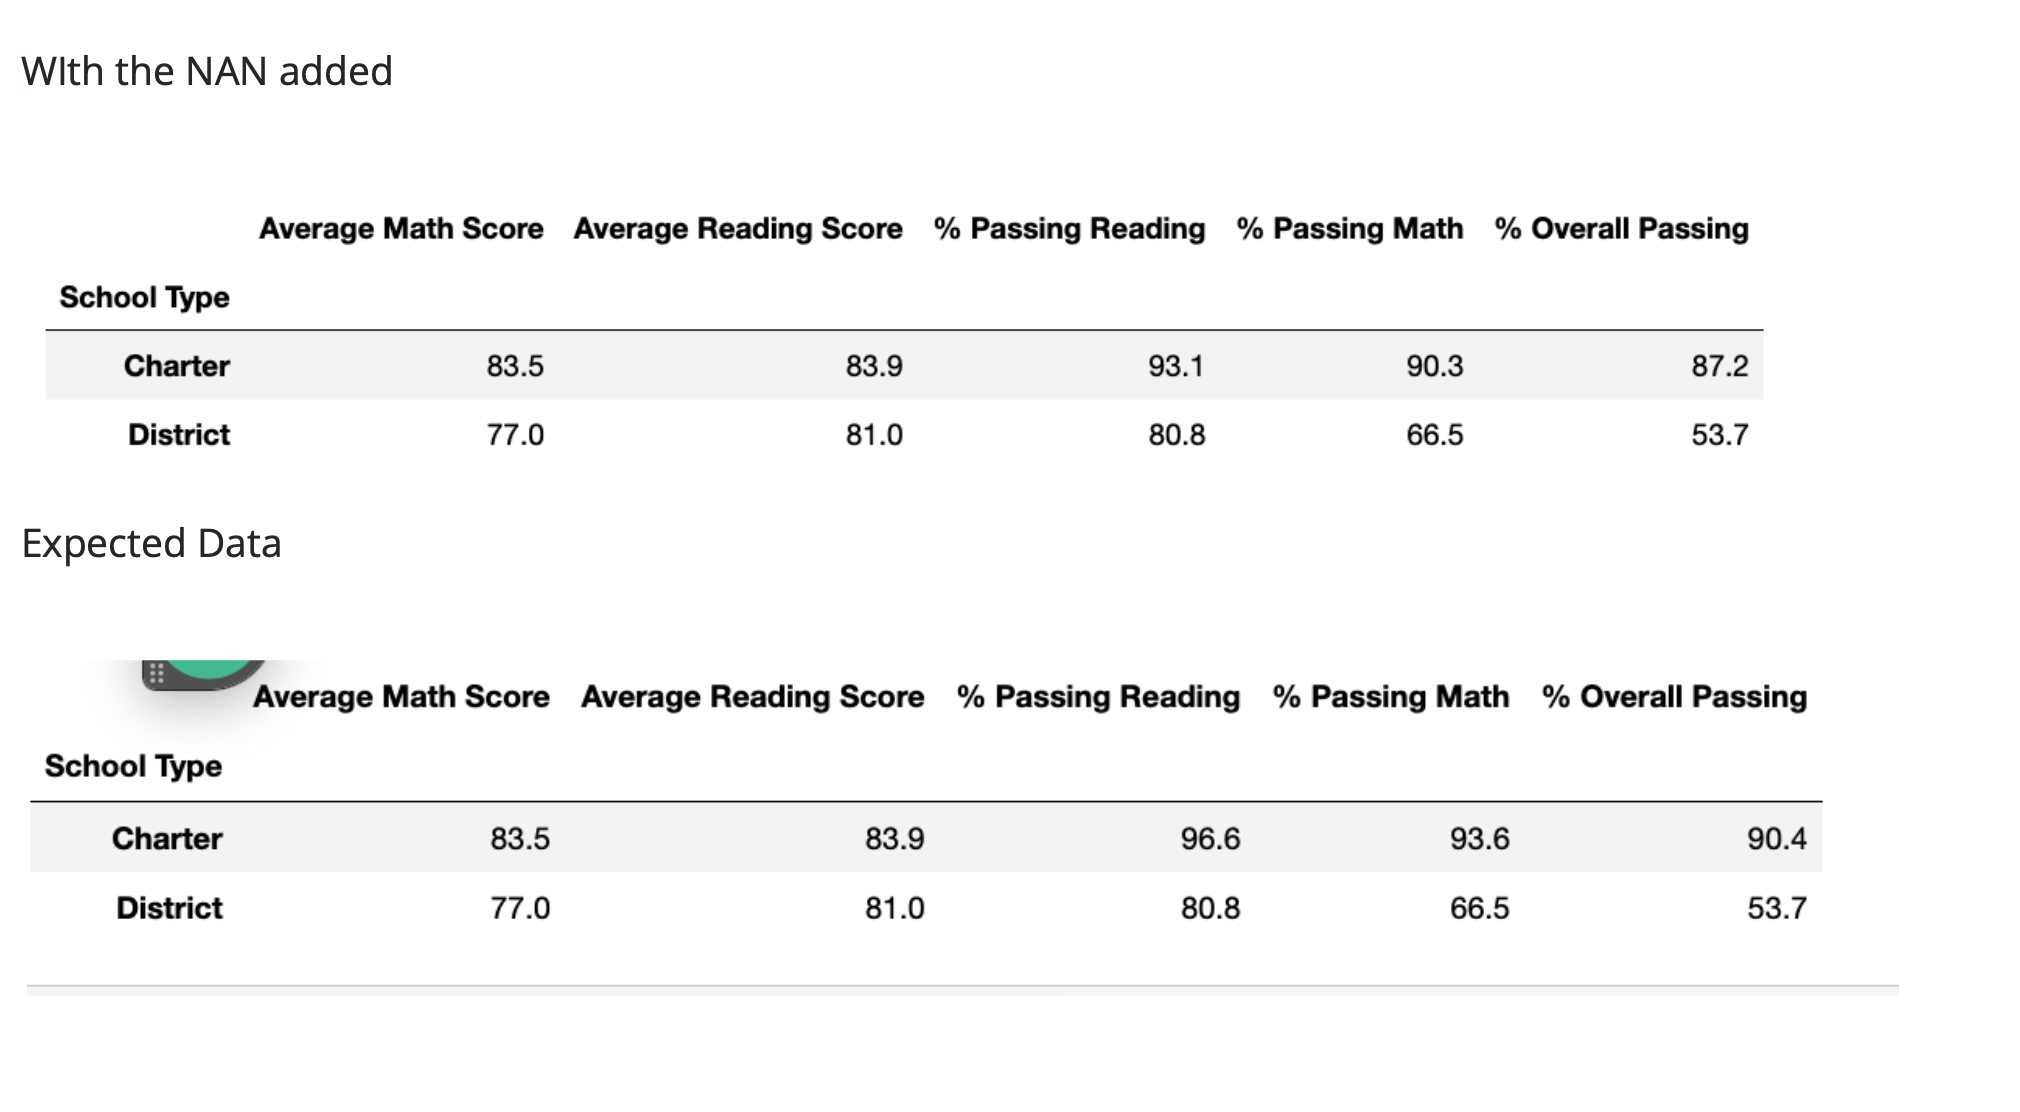 WIth the NAN added
Average Math Score Average Reading Score % Passing Reading % Passing Math % Overall Passing
School Type
Charter 83.5 83.9 93.1 90.3 87.2
District 77.0 81.0 80.8 66.5 53.7
Expected Data
Average Math Score Average Reading Score % Passing Reading % Passing Math % Overall Passing
School Type
Charter 83.5 83.9 96.6 93.6 90.4
District 77.0 81.0 80.8 66.5 53.7